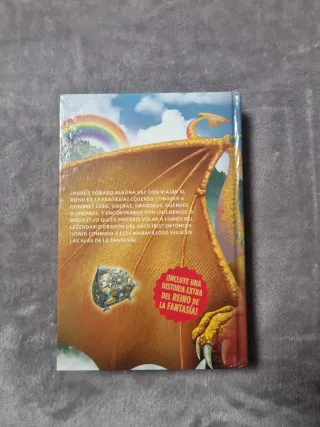 ¿HABÉIS SOÑADO ALGUNA VEZ CON VIAJAR AL
REINO DE LA FANTASÍA? ¿QUERÉIS CONOCER A
HOMBRES LOBO, SIRENAS, DRAGONES, DUENDES
O GNOMOS, Y ENCONTRAROS CON UNICORNIOS O
GIGANTES? ¿O QUIZÁ PREFERÍS VOLAR A LOMOS DEL
LEGENDARIO DRAGÓN DEL ARCO IRIS? ENTONCES
¡VENID CONMIGO A ESTE MARAVILLOSO VIAJE EN
LAS ALAS DE LA FANTASÍA!
¡INCLUYE UNA
HISTORIA EXTRA
DEL REINO DE
LA FANTASÍA!